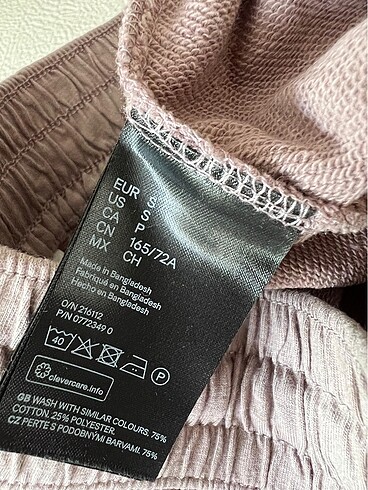 EUR S
US S
CA P
CN 165/72A
MX CH
Made in Bangladesh
Fabriqué en Bangladesh
Hecho en Bangladesh
O/N 216112
P/N 0772349 0
40 P
clevercare.info
GB WASH WITH SIMILAR COLOURS. 75%
COTTON. 25% POLYESTER.
CZ PERTE S PODOBNÝMI BARVAMI. 75%